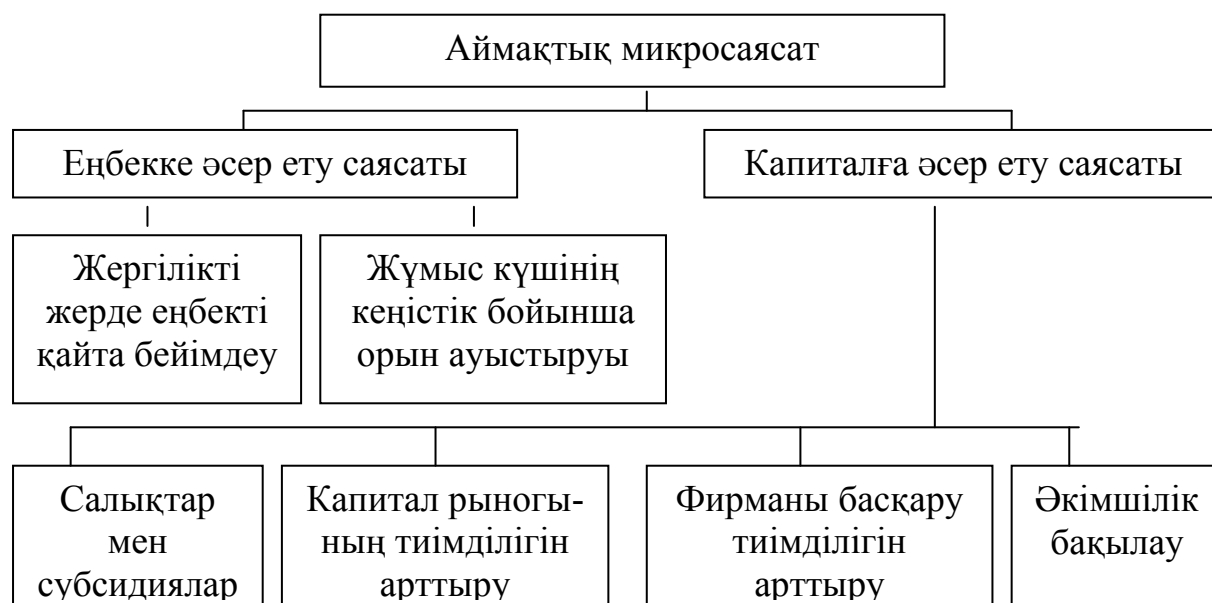 Аймақтық микросаясат
Еңбекке әсер ету саясаты
Капиталға әсер ету саясаты
Жергілікті
жерде еңбекті
қайта бейімдеу
Жұмыс күшінің
кеңістік бойынша
орын ауыстыруы
Салықтар
мен
субсидиялар
Капитал рыногы-
ның тиімділігін
арттыру
Фирманы басқару
тиімділігін
арттыру
Әкімшілік
бақылау